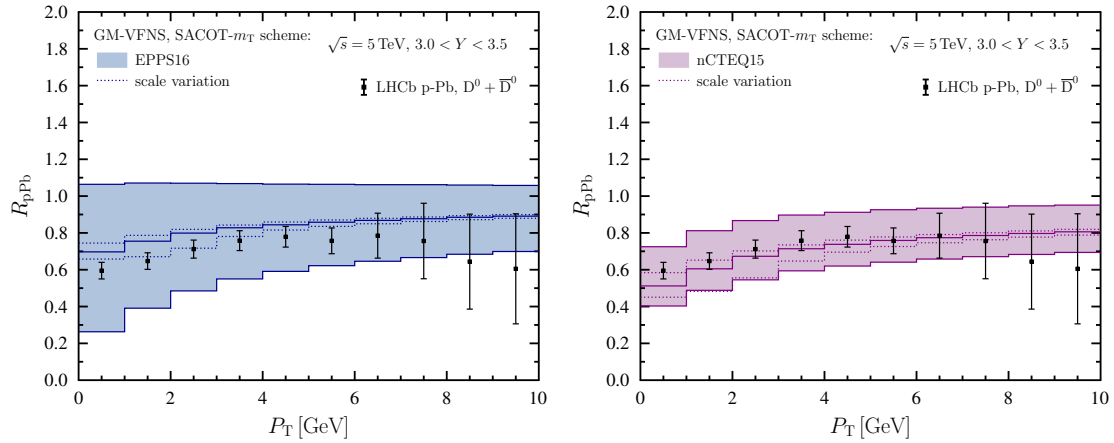 GM-VFNS, SACOT-m_T scheme:
√s = 5 TeV, 3.0 < Y < 3.5
EPPS16
scale variation
LHCb p-Pb, D⁰ + D̅⁰
R_pPb
2.0
1.8
1.6
1.4
1.2
1.0
0.8
0.6
0.4
0.2
0.0
0 2 4 6 8 10
P_T [GeV]
GM-VFNS, SACOT-m_T scheme:
√s = 5 TeV, 3.0 < Y < 3.5
nCTEQ15
scale variation
LHCb p-Pb, D⁰ + D̅⁰
R_pPb
2.0
1.8
1.6
1.4
1.2
1.0
0.8
0.6
0.4
0.2
0.0
0 2 4 6 8 10
P_T [GeV]